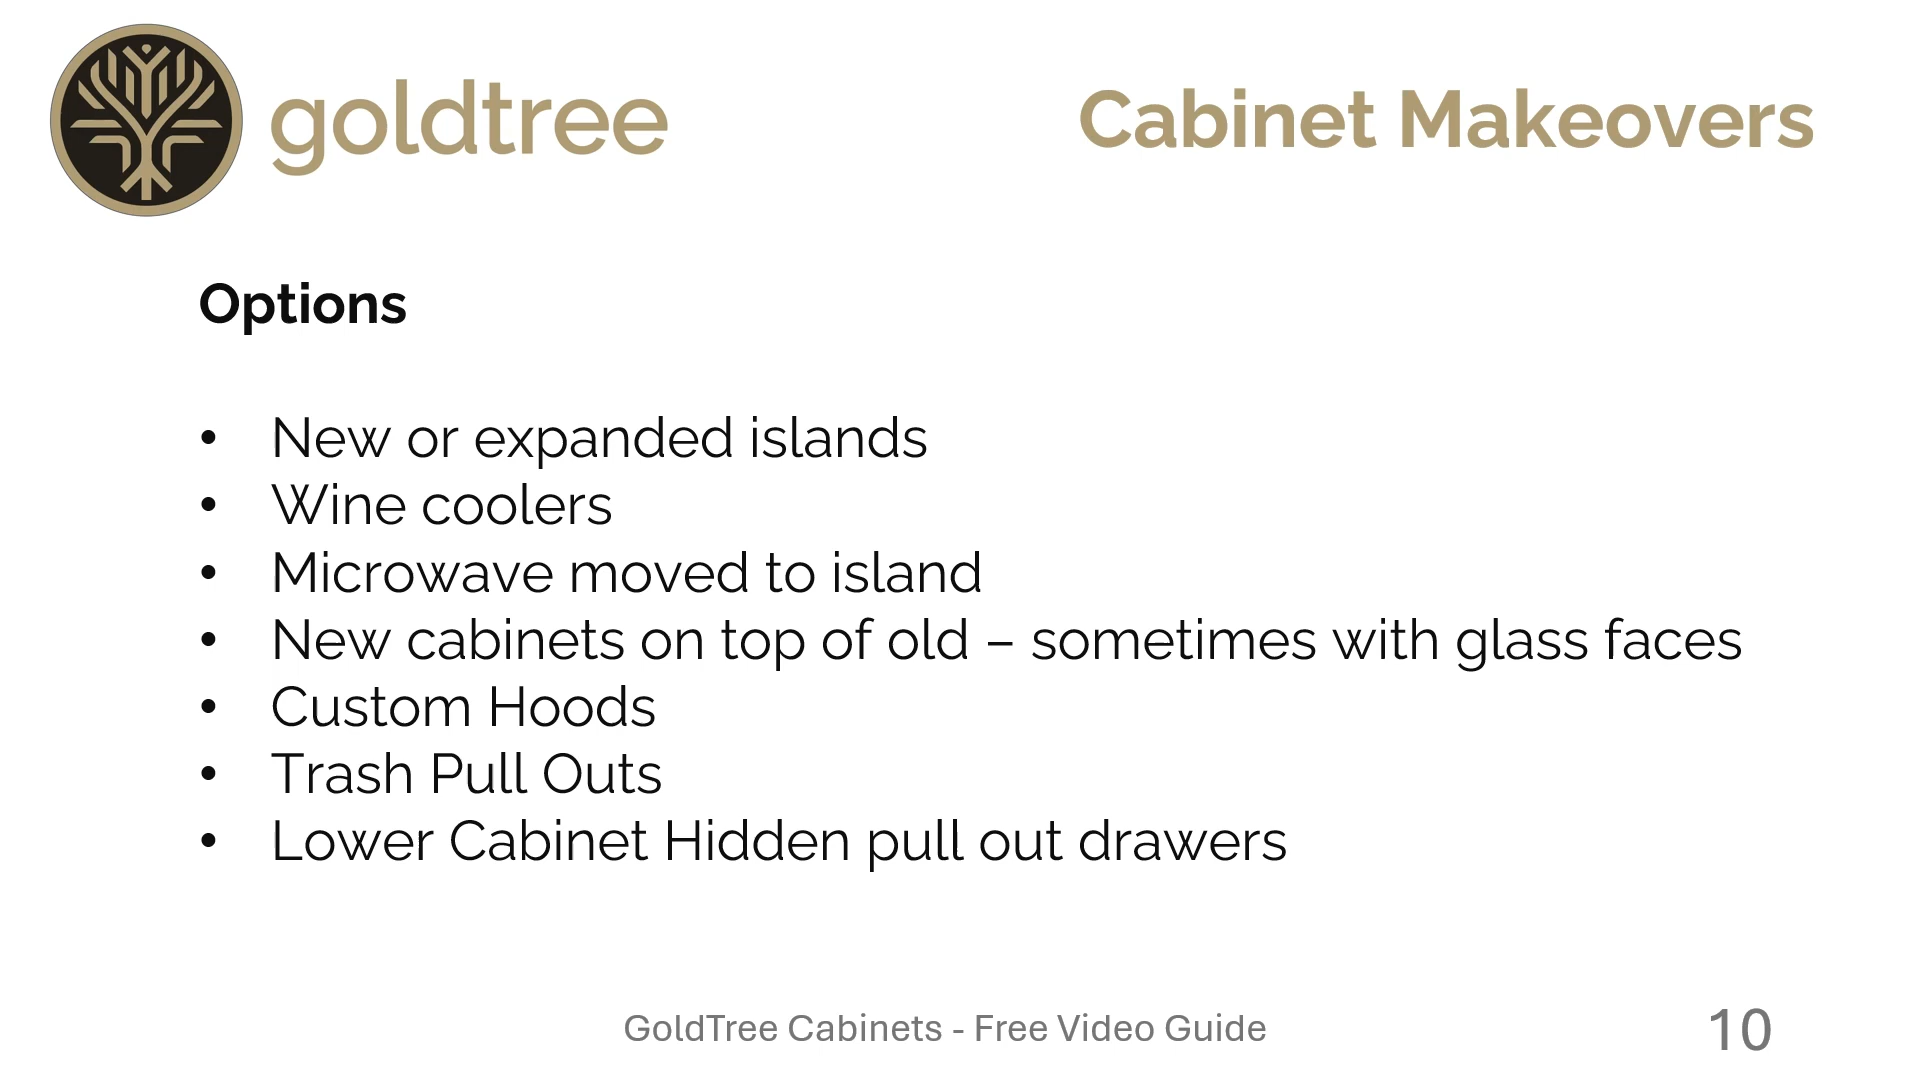 goldtree
Cabinet Makeovers
Options
• New or expanded islands
• Wine coolers
• Microwave moved to island
• New cabinets on top of old – sometimes with glass faces
• Custom Hoods
• Trash Pull Outs
• Lower Cabinet Hidden pull out drawers
GoldTree Cabinets - Free Video Guide
10